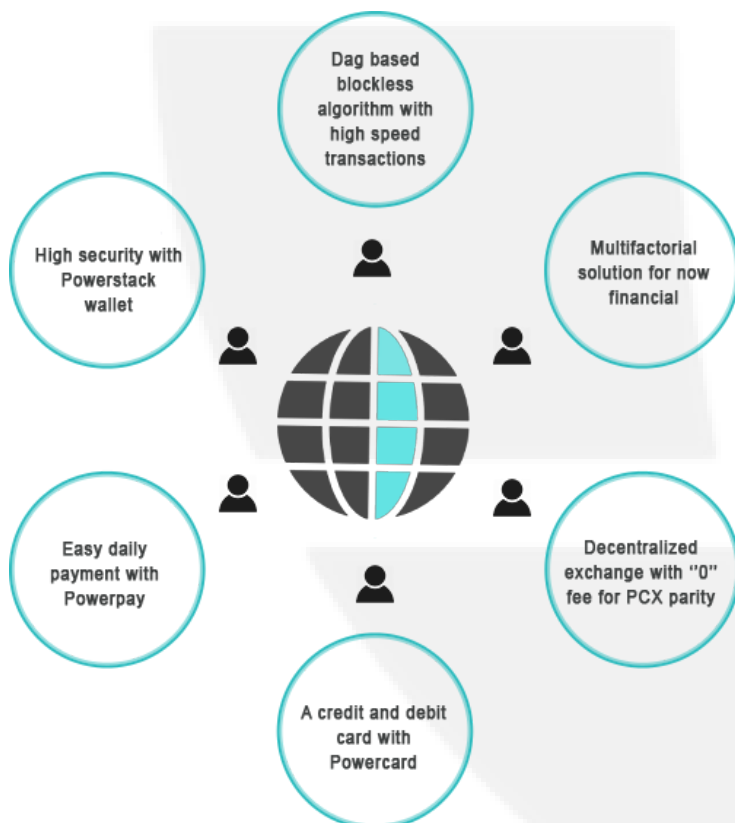 Dag based
blockless
algorithm with
high speed
transactions
High security with
Powerstack
wallet
Multifactorial
solution for now
financial
Easy daily
payment with
Powerpay
Decentralized
exchange with ‘’0’’
fee for PCX parity
A credit and debit
card with
Powercard